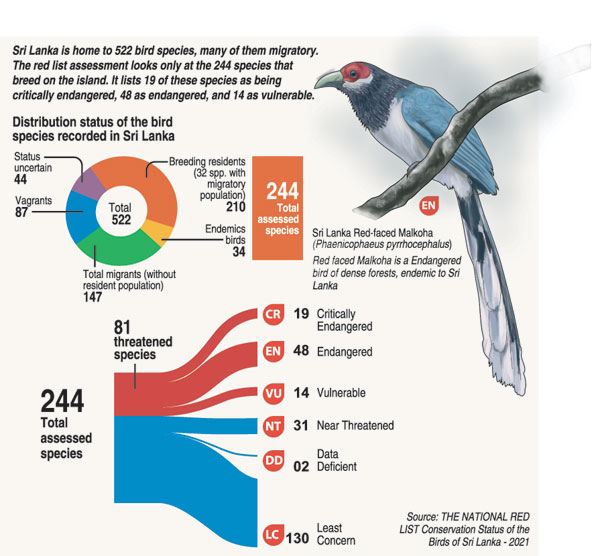 Sri Lanka is home to 522 bird species, many of them migratory.
The red list assessment looks only at the 244 species that
breed on the island. It lists 19 of these species as being
critically endangered, 48 as endangered, and 14 as vulnerable.
Distribution status of the bird
species recorded in Sri Lanka
Status
uncertain
44
Vagrants
87
Total
522
Breeding residents
(32 spp. with
migratory
population)
210
Endemics
birds
34
Total migrants (without
resident population)
147
244
Total
assessed
species
EN
Sri Lanka Red-faced Malkoha
(Phaenicophaeus pyrrhocephalus)
Red faced Malkoha is a Endangered
bird of dense forests, endemic to Sri
Lanka
81
threatened
species
244
Total
assessed
species
CR 19 Critically
Endangered
EN 48 Endangered
VU 14 Vulnerable
NT 31 Near Threatened
DD 02 Data
Deficient
LC 130 Least
Concern
Source: THE NATIONAL RED
LIST Conservation Status of the
Birds of Sri Lanka - 2021